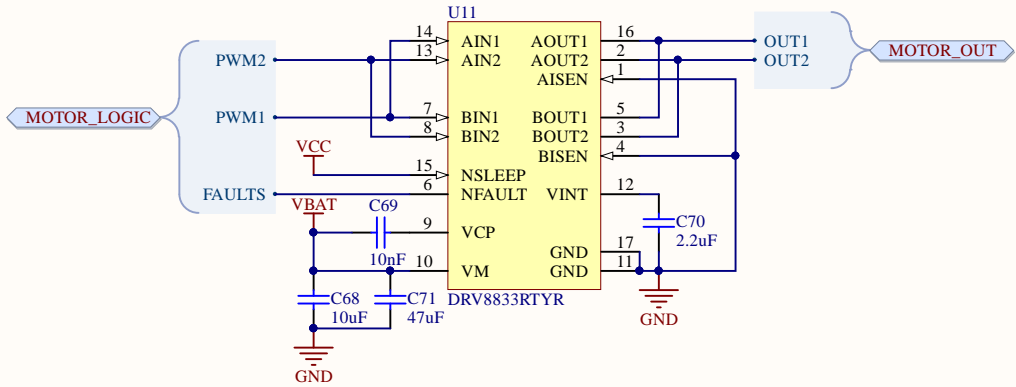 U11
14 AIN1 AOUT1 16
PWM2 13 AIN2 AOUT2 2
AISEN 1
OUT1
OUT2
MOTOR_OUT
MOTOR_LOGIC
PWM1 7 BIN1 BOUT1 5
8 BIN2 BOUT2 3
BISEN 4
VCC
15 NSLEEP
FAULTS 6 NFAULT VINT 12
VBAT
C69
10nF
9 VCP
C70
2.2uF
GND 17
10 VM GND 11
C68
10uF
C71
47uF
DRV8833RTYR
GND
GND